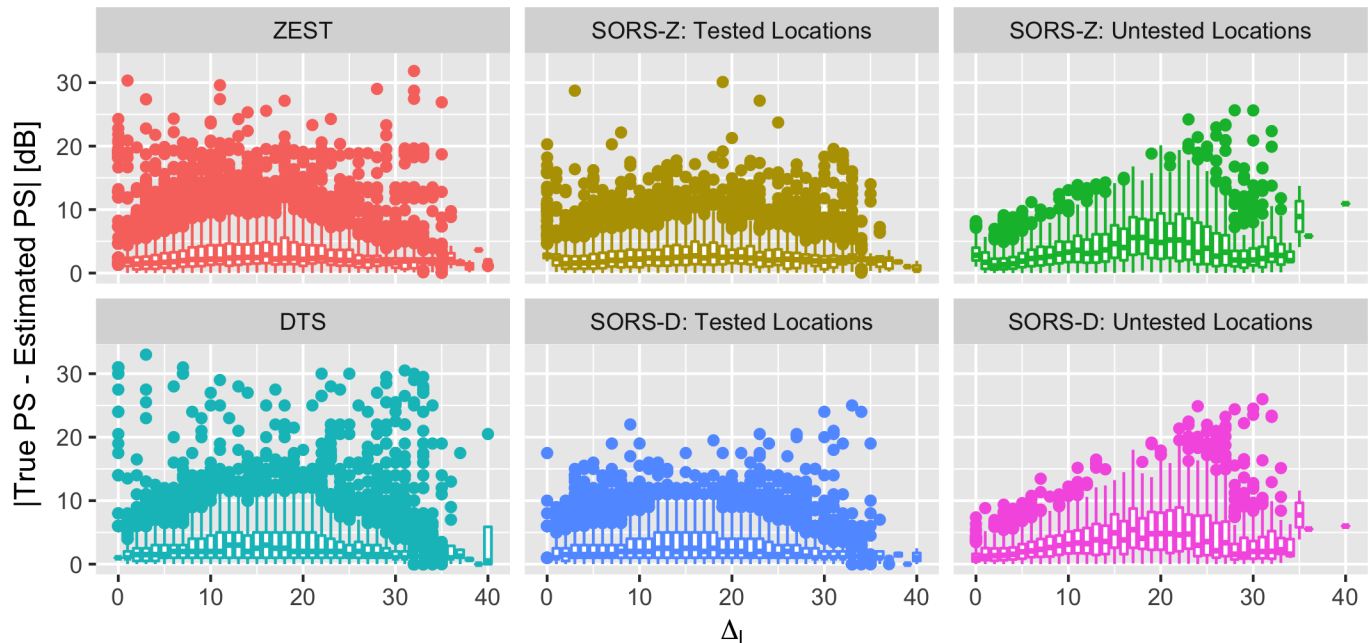 ZEST
SORS-Z: Tested Locations
SORS-Z: Untested Locations
30
20
10
0
|True PS - Estimated PS| [dB]
DTS
SORS-D: Tested Locations
SORS-D: Untested Locations
30
20
10
0
0 10 20 30 40
0 10 20 30 40
0 10 20 30 40
Δl